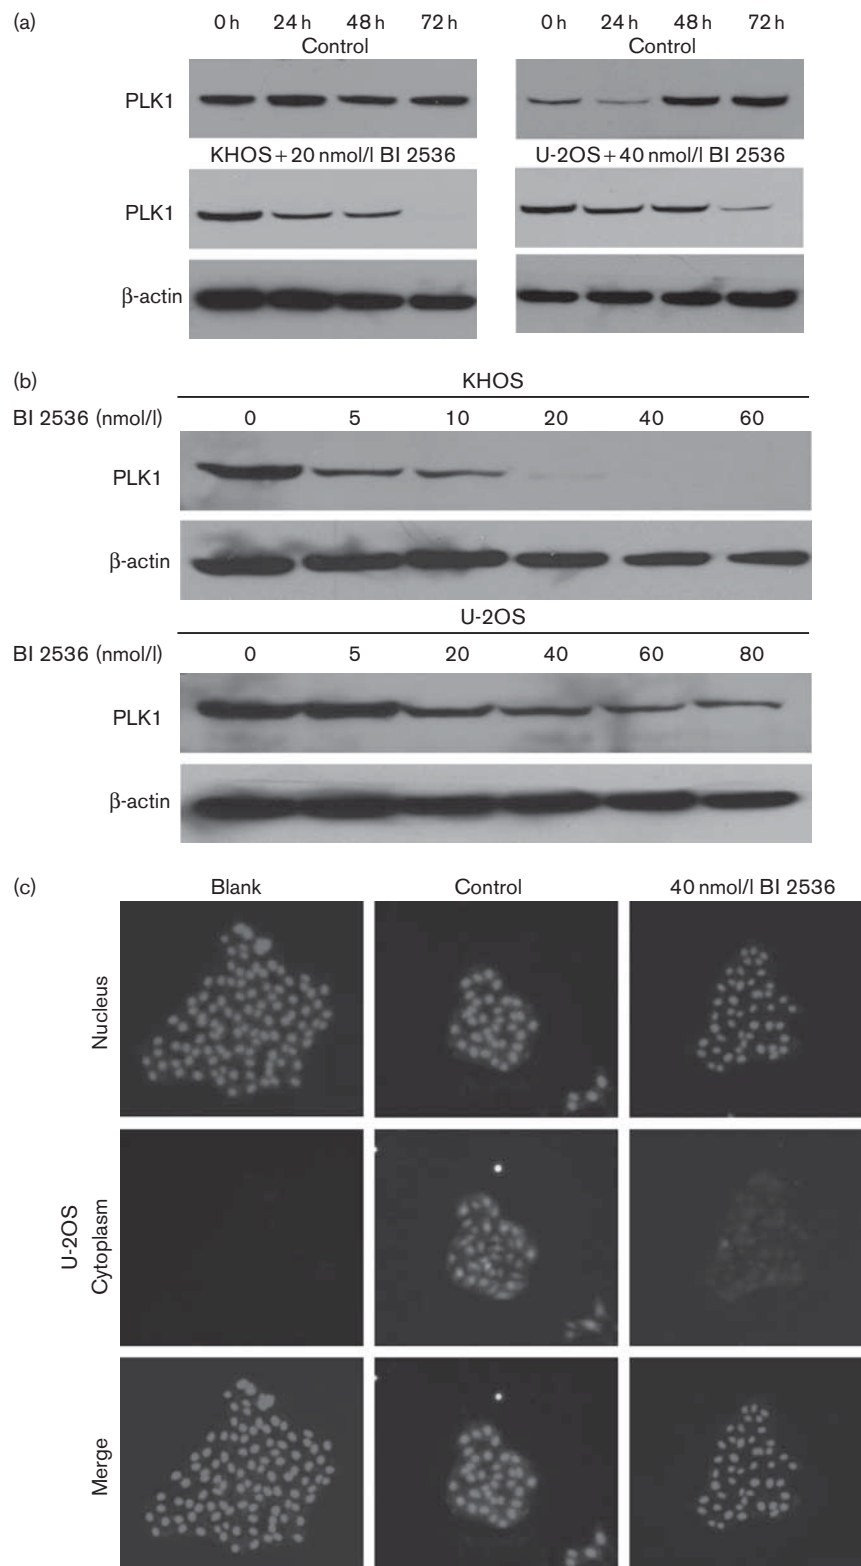 (a)
0 h 24 h 48 h 72 h
Control
0 h 24 h 48 h 72 h
Control
PLK1
KHOS + 20 nmol/l BI 2536
U-2OS + 40 nmol/l BI 2536
PLK1
β-actin
(b)
KHOS
BI 2536 (nmol/l) 0 5 10 20 40 60
PLK1
β-actin
U-2OS
BI 2536 (nmol/l) 0 5 20 40 60 80
PLK1
β-actin
(c)
Blank Control 40 nmol/l BI 2536
Nucleus
U-2OS
Cytoplasm
Merge